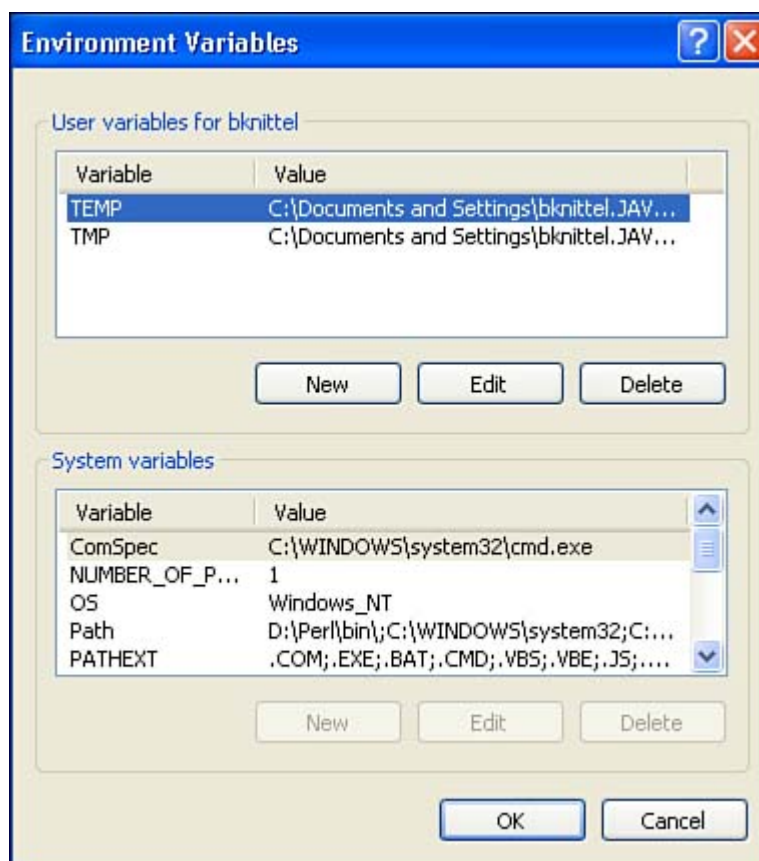 Environment Variables
User variables for bknittel
Variable Value
TEMP C:\Documents and Settings\bknittel.JAV...
TMP C:\Documents and Settings\bknittel.JAV...
New Edit Delete
System variables
Variable Value
ComSpec C:\WINDOWS\system32\cmd.exe
NUMBER_OF_P... 1
OS Windows_NT
Path D:\Perl\bin\;C:\WINDOWS\system32;C:...
PATHEXT .COM;.EXE;.BAT;.CMD;.VBS;.VBE;.JS;....
New Edit Delete
OK Cancel